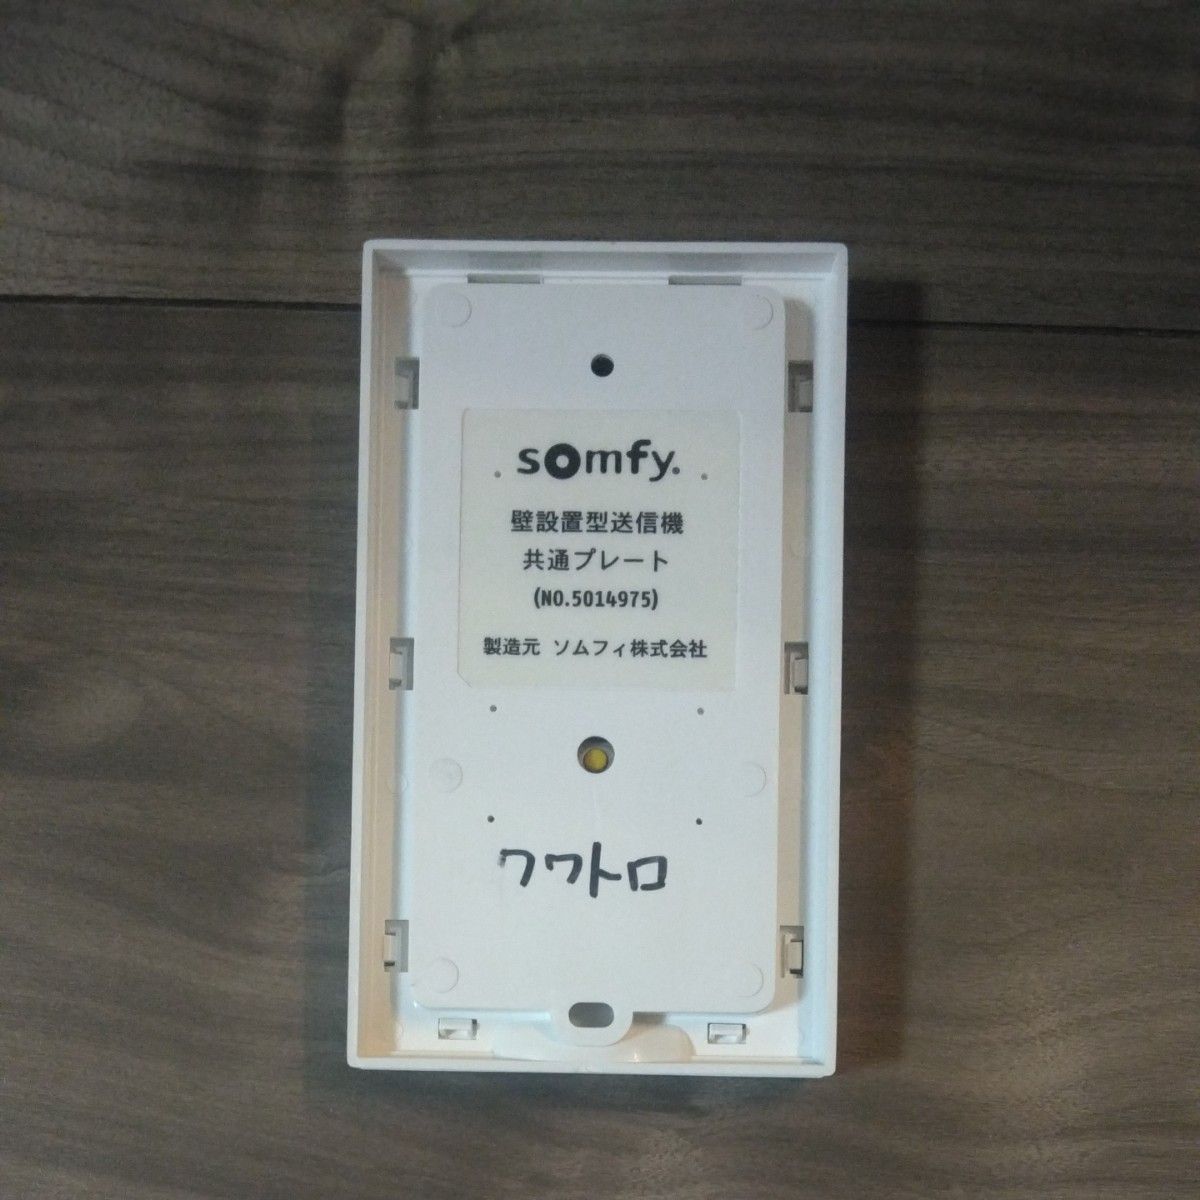 somfy.
壁設置型送信機
共通プレート
(NO.5014975)
製造元 ソムフィ株式会社
クワトロ